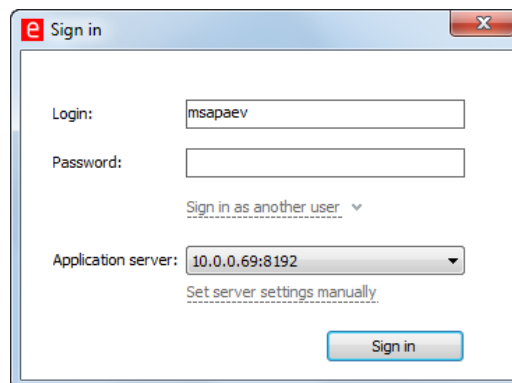 e Sign in
Login: msapaev
Password:
Sign in as another user
Application server: 10.0.0.69:8192
Set server settings manually
Sign in